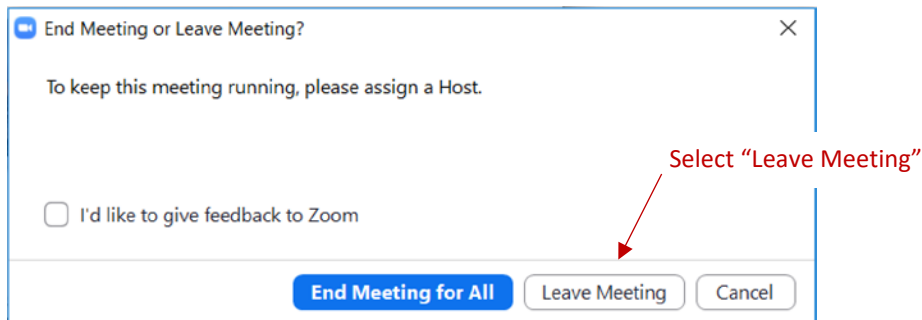 End Meeting or Leave Meeting?
To keep this meeting running, please assign a Host.
Select “Leave Meeting”
I'd like to give feedback to Zoom
End Meeting for All
Leave Meeting
Cancel